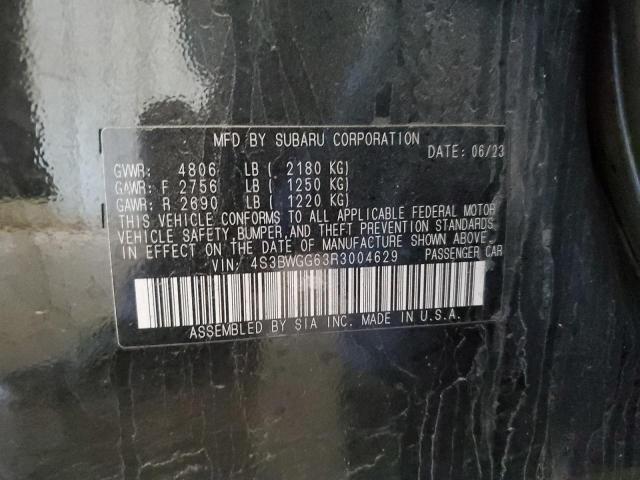 MFD BY SUBARU CORPORATION
DATE: 06/23
GVWR: 4806 LB ( 2180 KG)
GAWR: F 2756 LB ( 1250 KG)
GAWR: R 2690 LB ( 1220 KG)
THIS VEHICLE CONFORMS TO ALL APPLICABLE FEDERAL MOTOR
VEHICLE SAFETY, BUMPER, AND THEFT PREVENTION STANDARDS
IN EFFECT ON THE DATE OF MANUFACTURE SHOWN ABOVE.
VIN: 4S3BWGG63R3004629 PASSENGER CAR
ASSEMBLED BY SIA INC. MADE IN U.S.A.